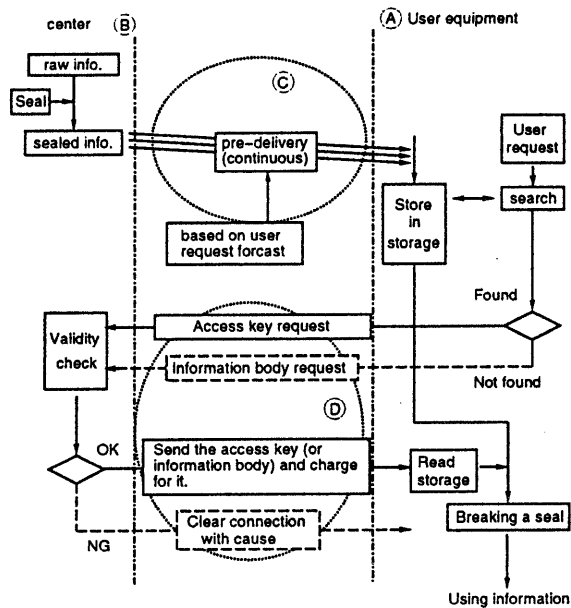 center
B
A User equipment
raw info.
C
Seal
User
request
sealed info.
pre-delivery
(continuous)
Store
in
storage
search
based on user
request forcast
Found
Validity
check
Access key request
Information body request
Not found
D
OK
Send the access key (or
information body) and charge
for it.
Read
storage
Clear connection
with cause
Breaking a seal
NG
Using information